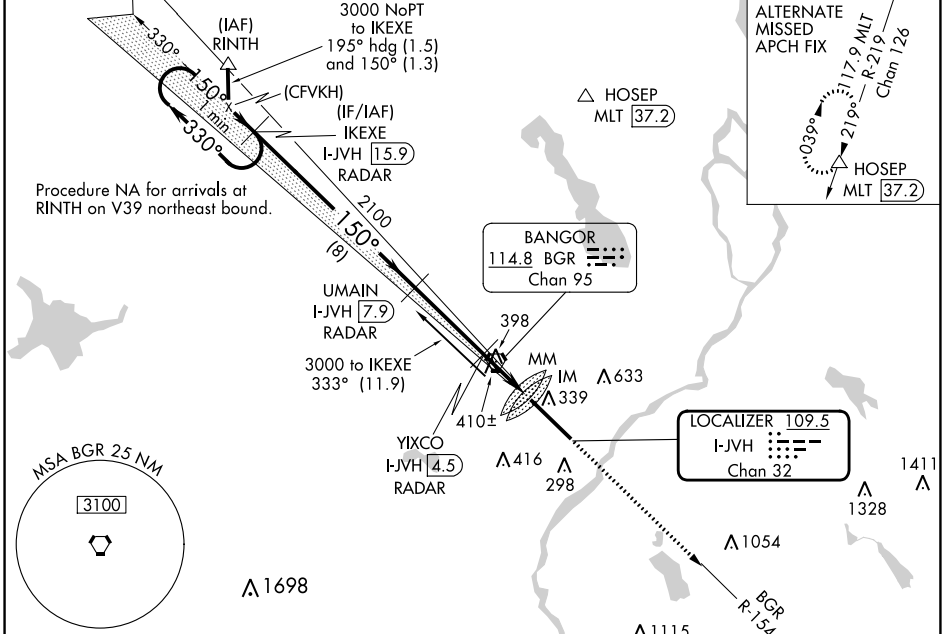 3000 NoPT
to IKEXE
195° hdg (1.5)
and 150° (1.3)
(IAF)
RINTH
330°
150°
1 min
330°
(CFVKH)
(IF/IAF)
IKEXE
I-JVH 15.9
RADAR
HOSEP
MLT 37.2
ALTERNATE
MISSED
APCH FIX
117.9 MLT
R-219
Chan 126
039°
219°
HOSEP
MLT 37.2
Procedure NA for arrivals at
RINTH on V39 northeast bound.
2100
150°
(8)
BANGOR
114.8 BGR
Chan 95
UMAIN
I-JVH 7.9
RADAR
3000 to IKEXE
333° (11.9)
398
MM
IM
633
339
410±
YIXCO
I-JVH 4.5
RADAR
416
298
LOCALIZER 109.5
I-JVH
Chan 32
1411
1328
MSA BGR 25 NM
3100
1054
1698
BGR
R-154
1115